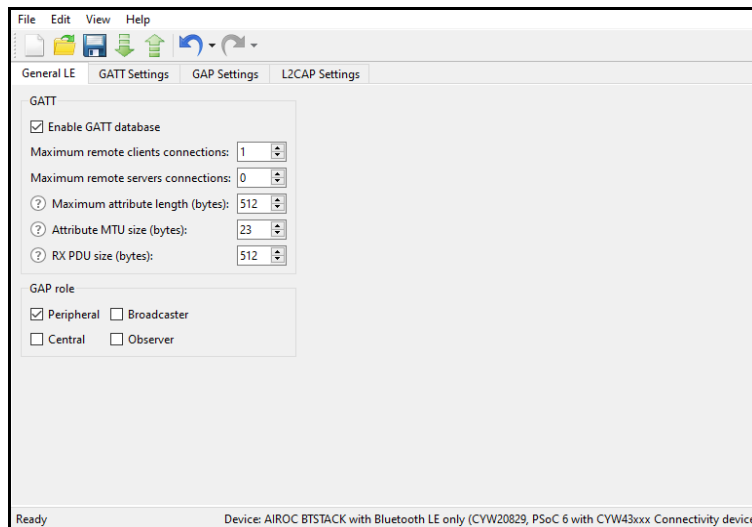 File Edit View Help
General LE GATT Settings GAP Settings L2CAP Settings
GATT
Enable GATT database
Maximum remote clients connections: 1
Maximum remote servers connections: 0
? Maximum attribute length (bytes): 512
? Attribute MTU size (bytes): 23
? RX PDU size (bytes): 512
GAP role
Peripheral Broadcaster
Central Observer
Ready Device: AIROC BTSTACK with Bluetooth LE only (CYW20829, PSoC 6 with CYW43xxx Connectivity device